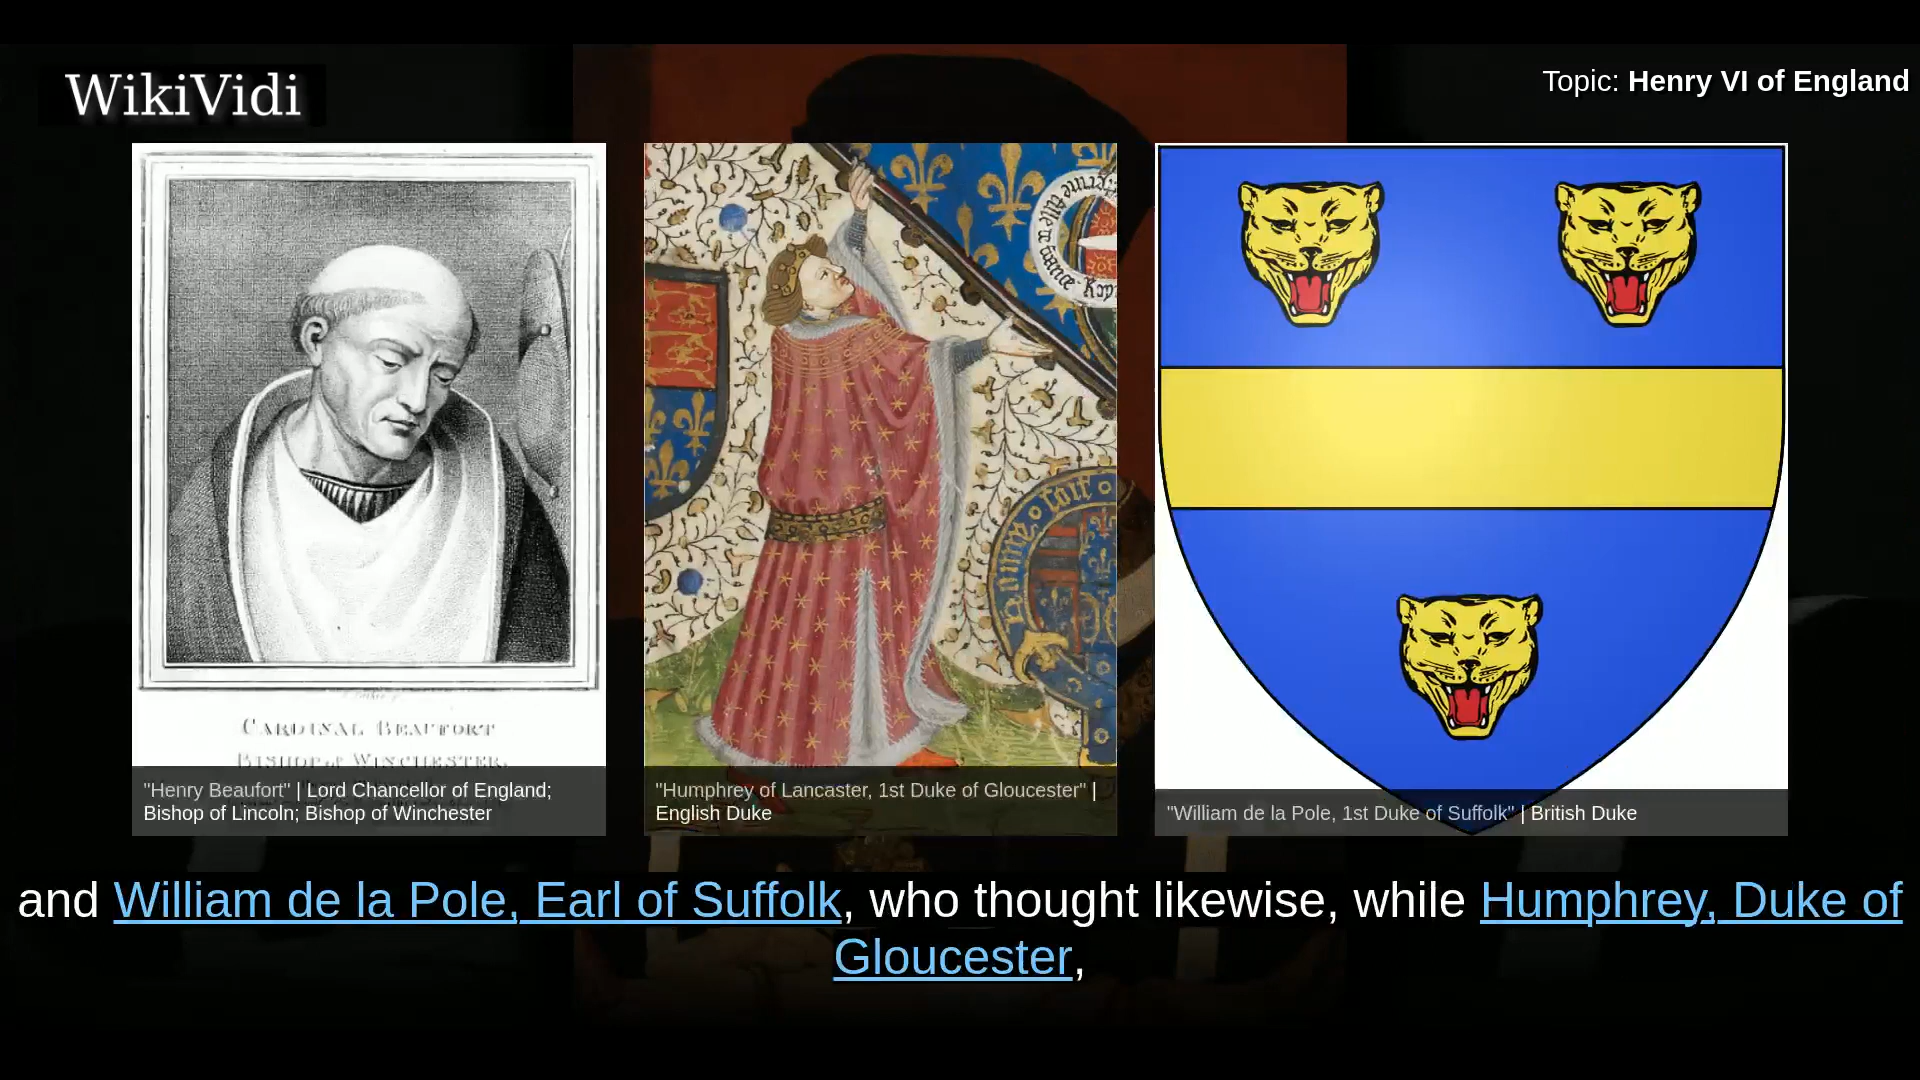 WikiVidi
Topic: Henry VI of England
CARDINAL BEAUFORT
BISHOP of WINCHESTER,
"Henry Beaufort" | Lord Chancellor of England;
Bishop of Lincoln; Bishop of Winchester
"Humphrey of Lancaster, 1st Duke of Gloucester" |
English Duke
"William de la Pole, 1st Duke of Suffolk" | British Duke
and William de la Pole, Earl of Suffolk, who thought likewise, while Humphrey, Duke of
Gloucester,